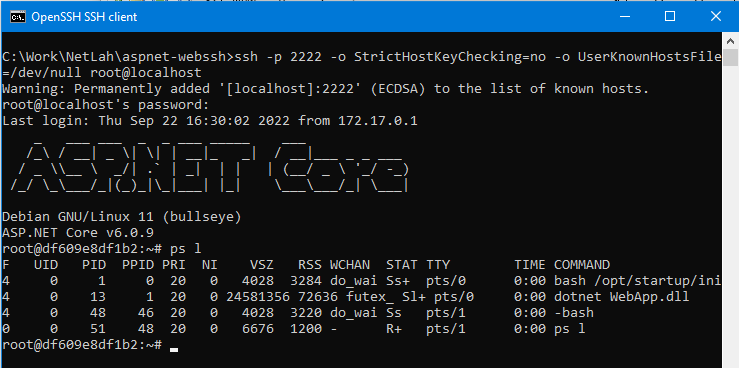 OpenSSH SSH client
C:\Work\NetLah\aspnet-webssh>ssh -p 2222 -o StrictHostKeyChecking=no -o UserKnownHostsFile
=/dev/null root@localhost
Warning: Permanently added '[localhost]:2222' (ECDSA) to the list of known hosts.
root@localhost's password:
Last login: Thu Sep 22 16:30:02 2022 from 172.17.0.1
ASP.NET Core
Debian GNU/Linux 11 (bullseye)
ASP.NET Core v6.0.9
root@df609e8df1b2:~# ps l
F   UID   PID  PPID PRI  NI    VSZ   RSS WCHAN  STAT TTY        TIME COMMAND
4     0     1     0  20   0   4028  3284 do_wai Ss+  pts/0      0:00 bash /opt/startup/ini
4     0    13     1  20   0 24581356 72636 futex_ Sl+ pts/0     0:00 dotnet WebApp.dll
4     0    48    46  20   0   4028  3220 do_wai Ss   pts/1      0:00 -bash
0     0    51    48  20   0   6676  1200 -      R+   pts/1      0:00 ps l
root@df609e8df1b2:~#